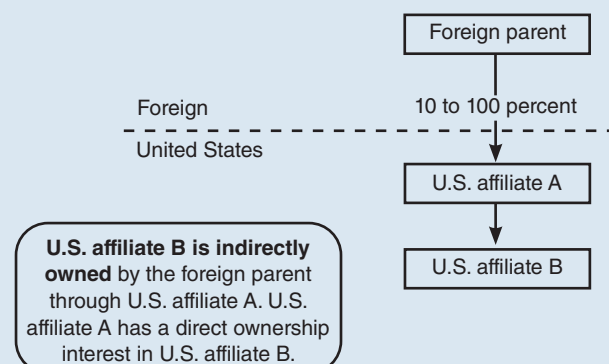 Foreign parent
Foreign
10 to 100 percent
United States
U.S. affiliate A
U.S. affiliate B
U.S. affiliate B is indirectly
owned by the foreign parent
through U.S. affiliate A. U.S.
affiliate A has a direct ownership
interest in U.S. affiliate B.